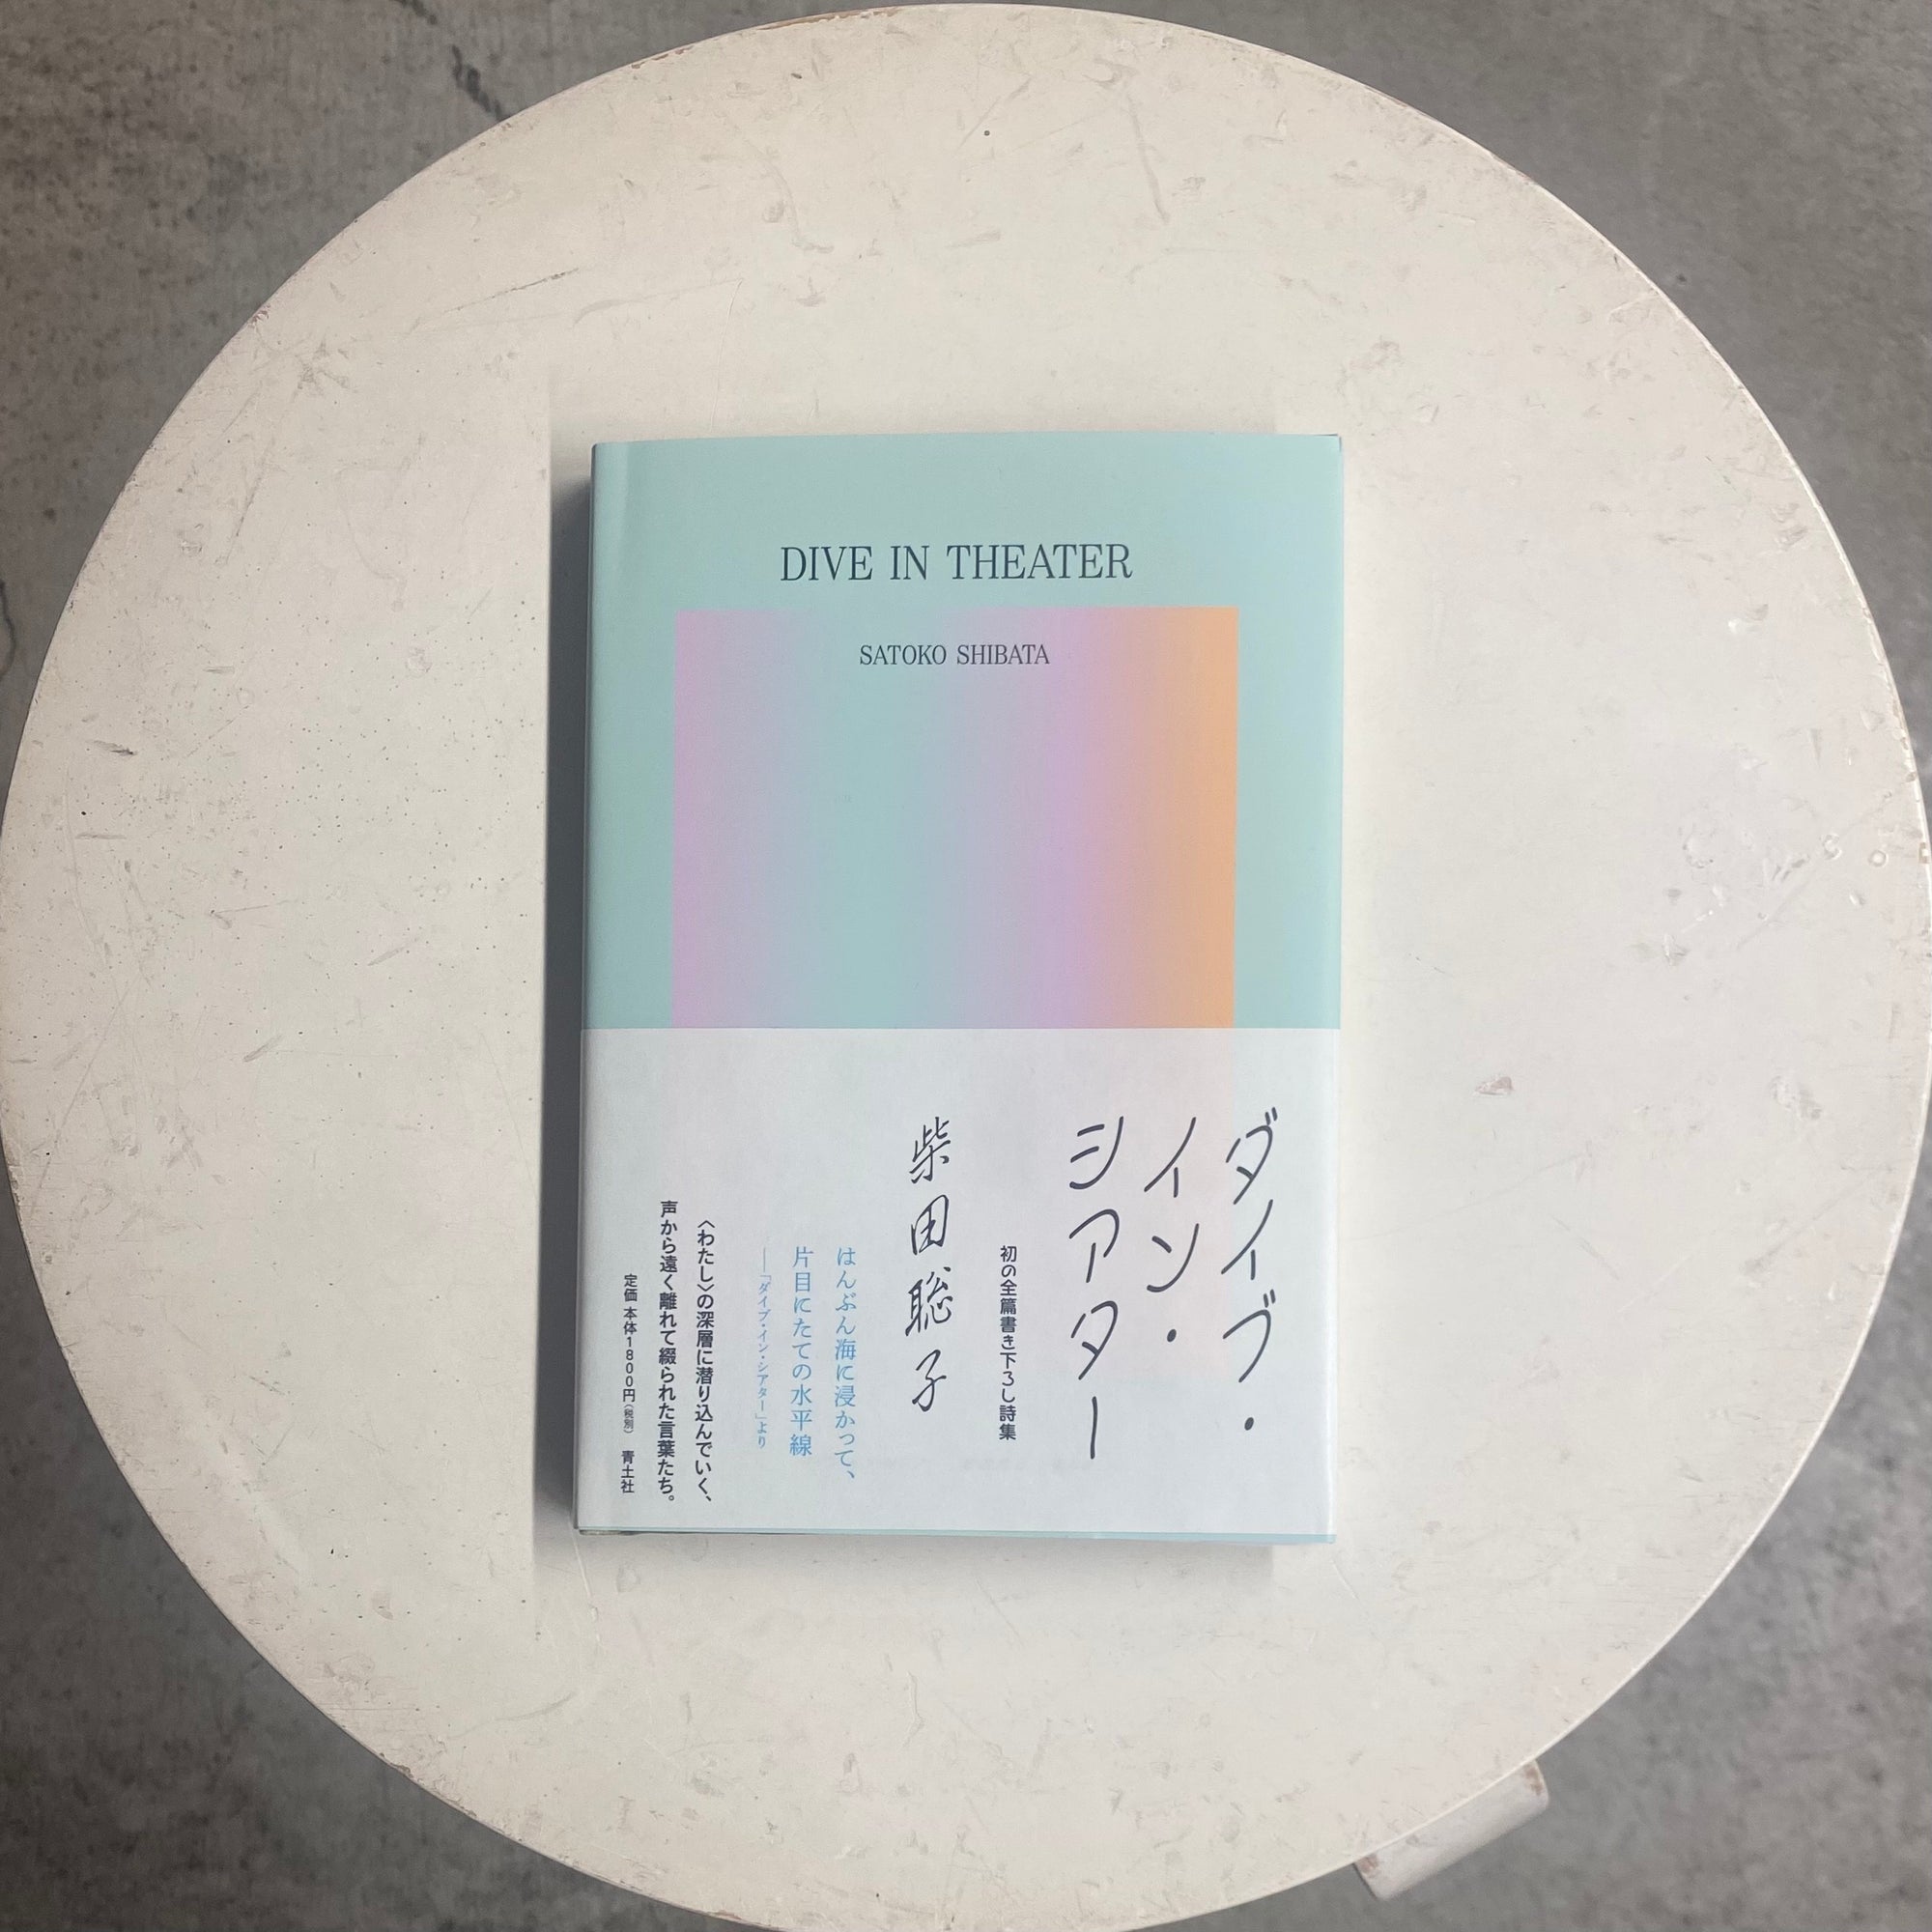 DIVE IN THEATER
SATOKO SHIBATA
ダイブ・
イン・
シアター
初の全篇書き下ろし詩集
柴田聡子
はんぶん海に浸かって、
片目にたての水平線
――「ダイブ・イン・シアター」より
〈わたし〉の深層に潜り込んでいく、
声から遠く離れて綴られた言葉たち。
定価 本体1800円(税別) 青土社